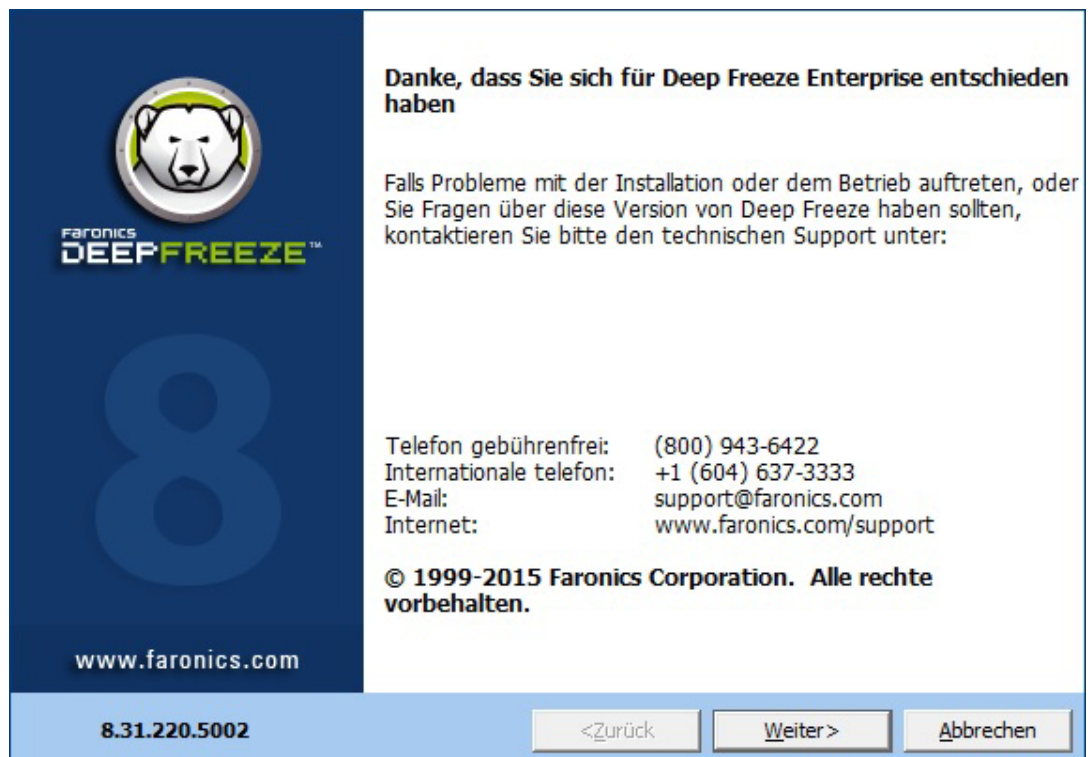 Danke, dass Sie sich für Deep Freeze Enterprise entschieden
haben
Falls Probleme mit der Installation oder dem Betrieb auftreten, oder
Sie Fragen über diese Version von Deep Freeze haben sollten,
kontaktieren Sie bitte den technischen Support unter:
FARONICS
DEEPFREEZE™
8
Telefon gebührenfrei: (800) 943-6422
Internationale telefon: +1 (604) 637-3333
E-Mail: support@faronics.com
Internet: www.faronics.com/support
© 1999-2015 Faronics Corporation. Alle rechte
vorbehalten.
www.faronics.com
8.31.220.5002
<Zurück
Weiter>
Abbrechen